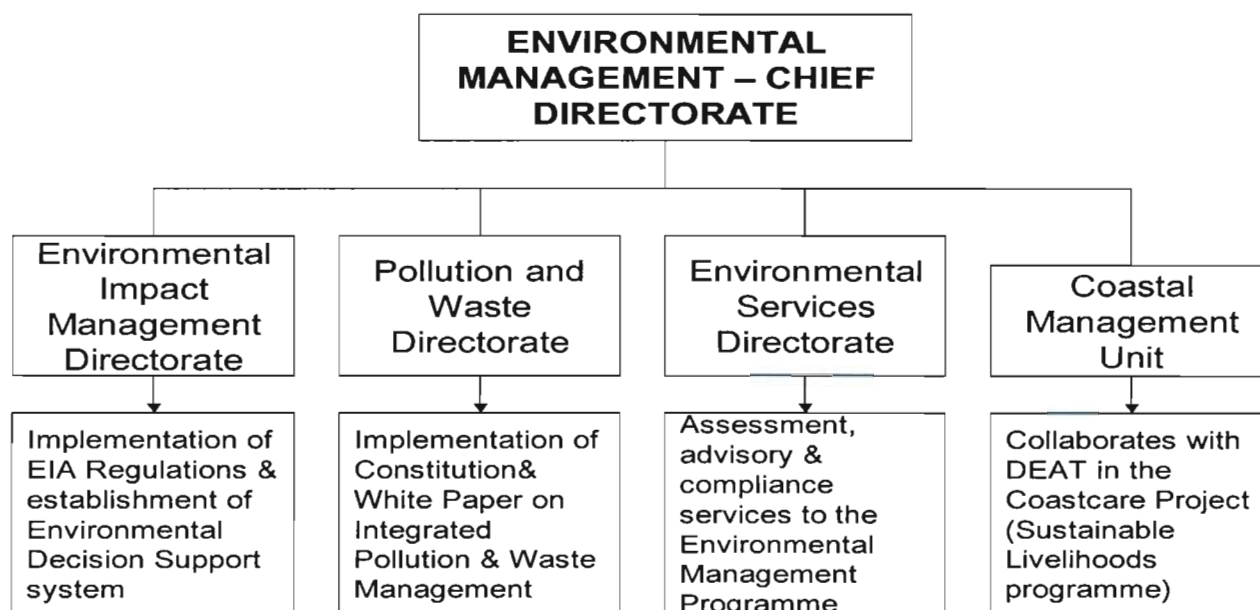 ENVIRONMENTAL
MANAGEMENT – CHIEF
DIRECTORATE
Environmental
Impact
Management
Directorate
Pollution and
Waste
Directorate
Environmental
Services
Directorate
Coastal
Management
Unit
Implementation of
EIA Regulations &
establishment of
Environmental
Decision Support
system
Implementation of
Constitution&
White Paper on
Integrated
Pollution & Waste
Management
Assessment,
advisory &
compliance
services to the
Environmental
Management
Programme
Collaborates with
DEAT in the
Coastcare Project
(Sustainable
Livelihoods
programme)